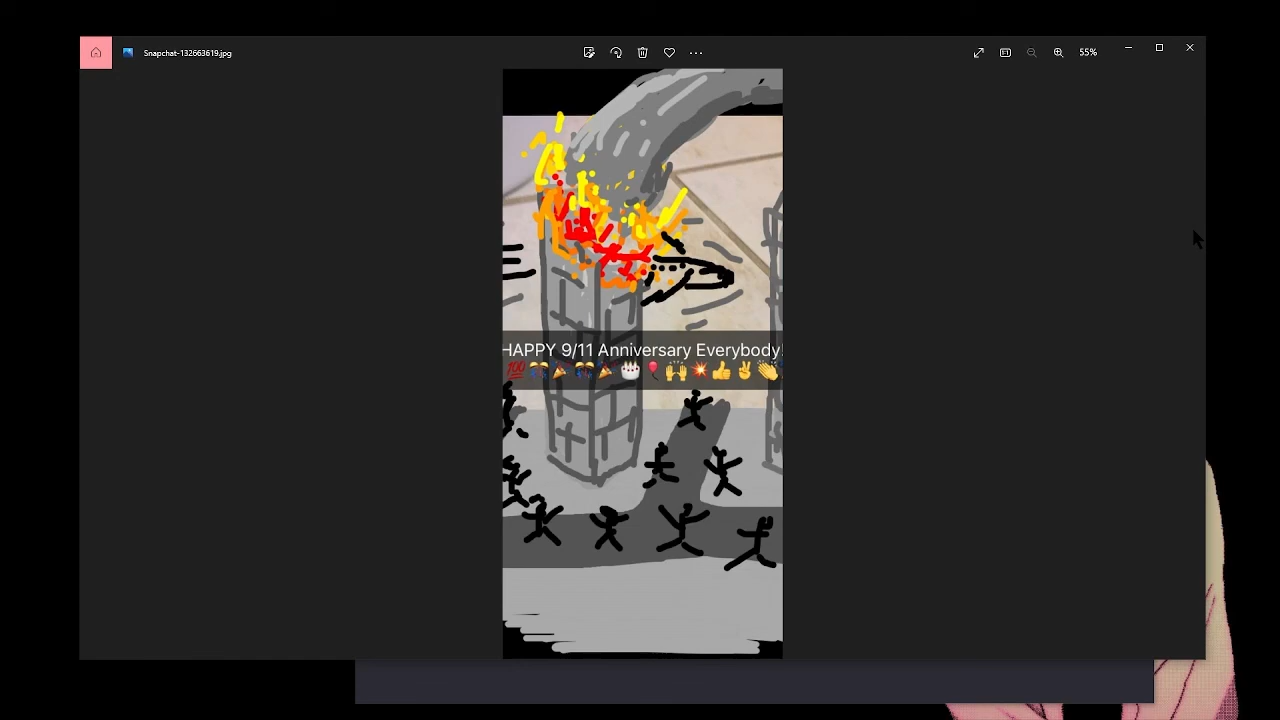 Snapchat-132663619.jpg
55%
HAPPY 9/11 Anniversary Everybody!
💯🎊🎉🎊🎉🎂🎈🙌💥👍✌️👏